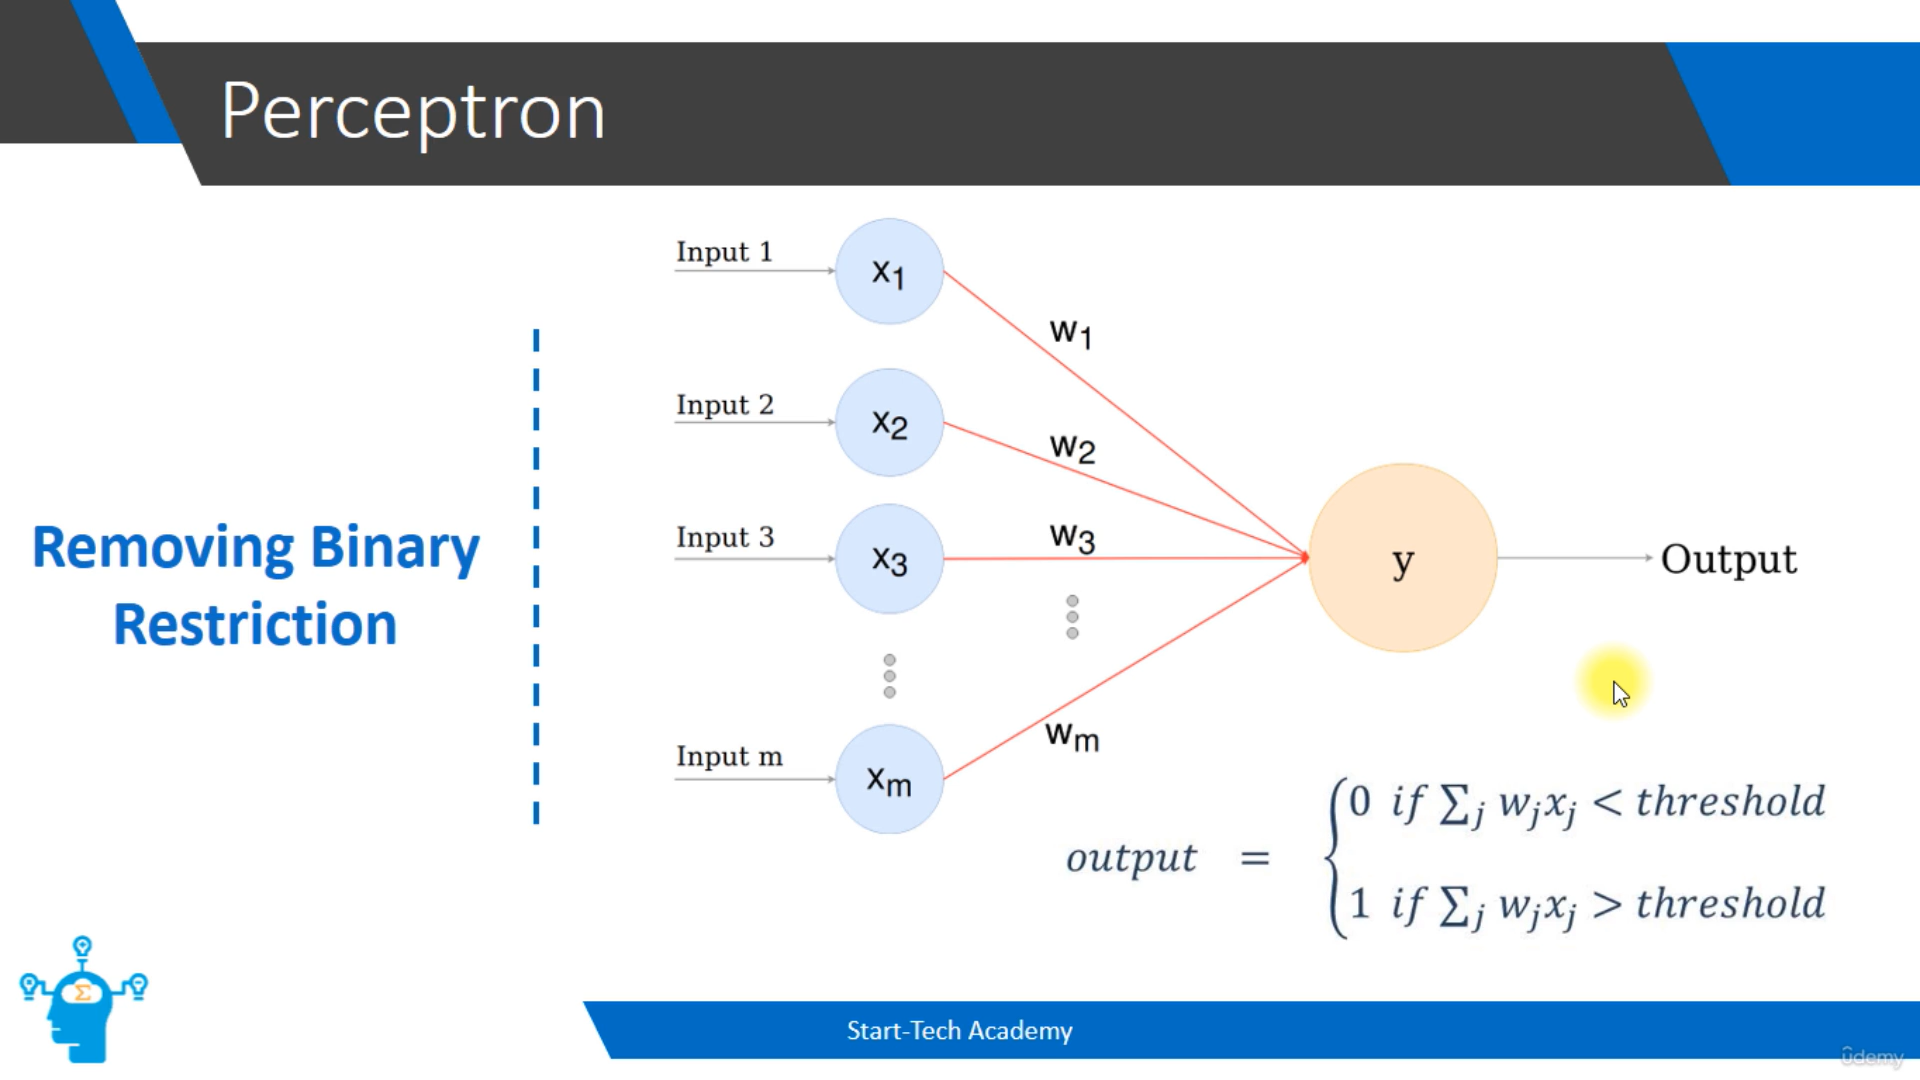 Perceptron
Input 1
x1
w1
Input 2
x2
w2
Input 3
x3
w3
y
Output
Removing Binary
Restriction
Input m
xm
wm
output = { 0 if ∑j wjxj < threshold
1 if ∑j wjxj > threshold
Σ
Start-Tech Academy
ûdemy